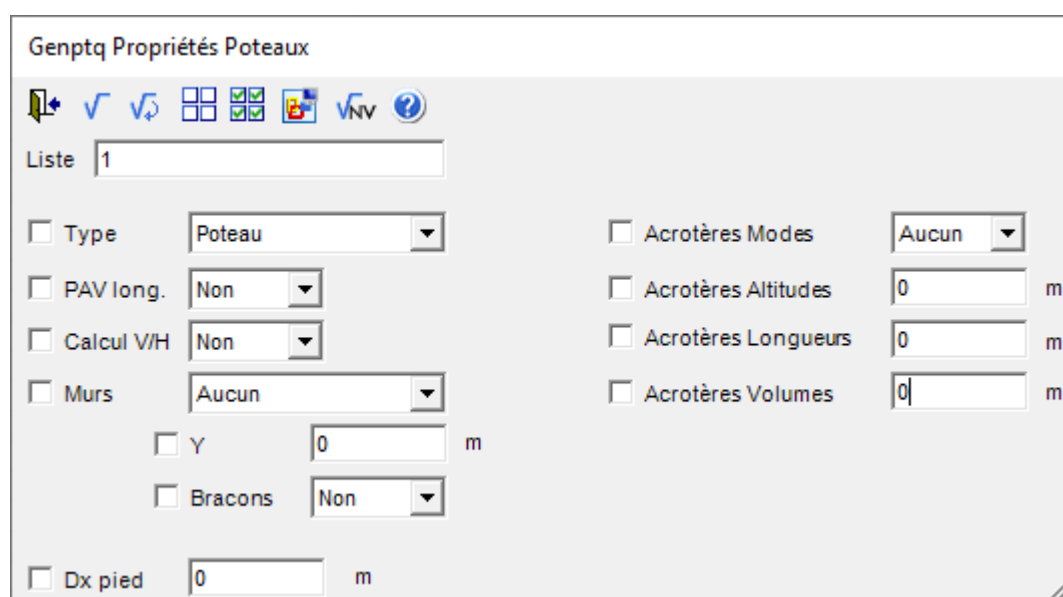 Genptq Propriétés Poteaux
NV ?
Liste 1
Type Poteau Acrotères Modes Aucun
PAV long. Non Acrotères Altitudes 0 m
Calcul V/H Non Acrotères Longueurs 0 m
Murs Aucun Acrotères Volumes 0 m
Y 0 m
Bracons Non
Dx pied 0 m